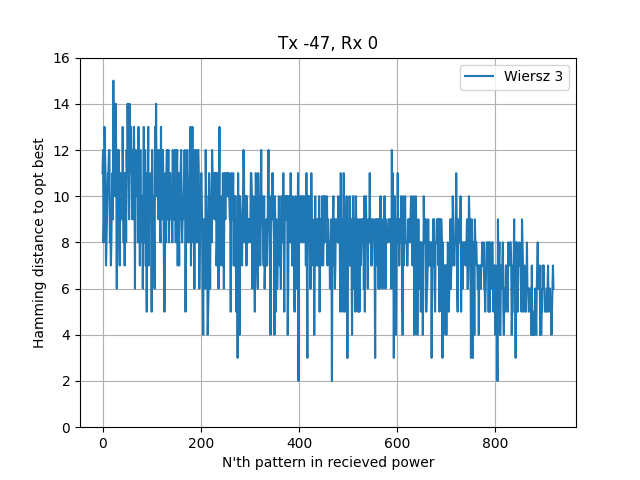 Tx -47, Rx 0
Wiersz 3
Hamming distance to opt best
16
14
12
10
8
6
4
2
0
0 200 400 600 800
N'th pattern in recieved power